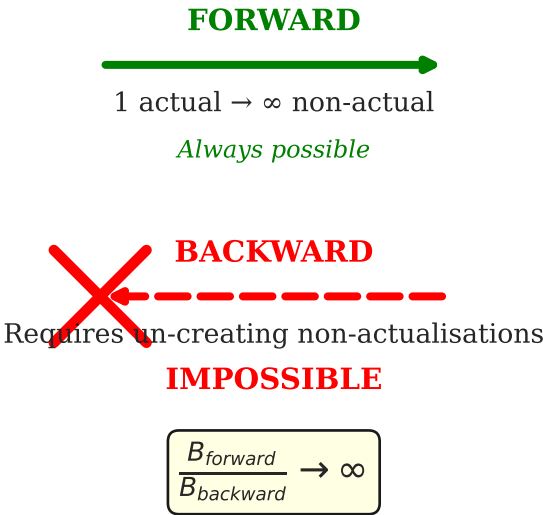 FORWARD
1 actual → ∞ non-actual
Always possible
BACKWARD
Requires un-creating non-actualisations
IMPOSSIBLE
B_forward / B_backward → ∞